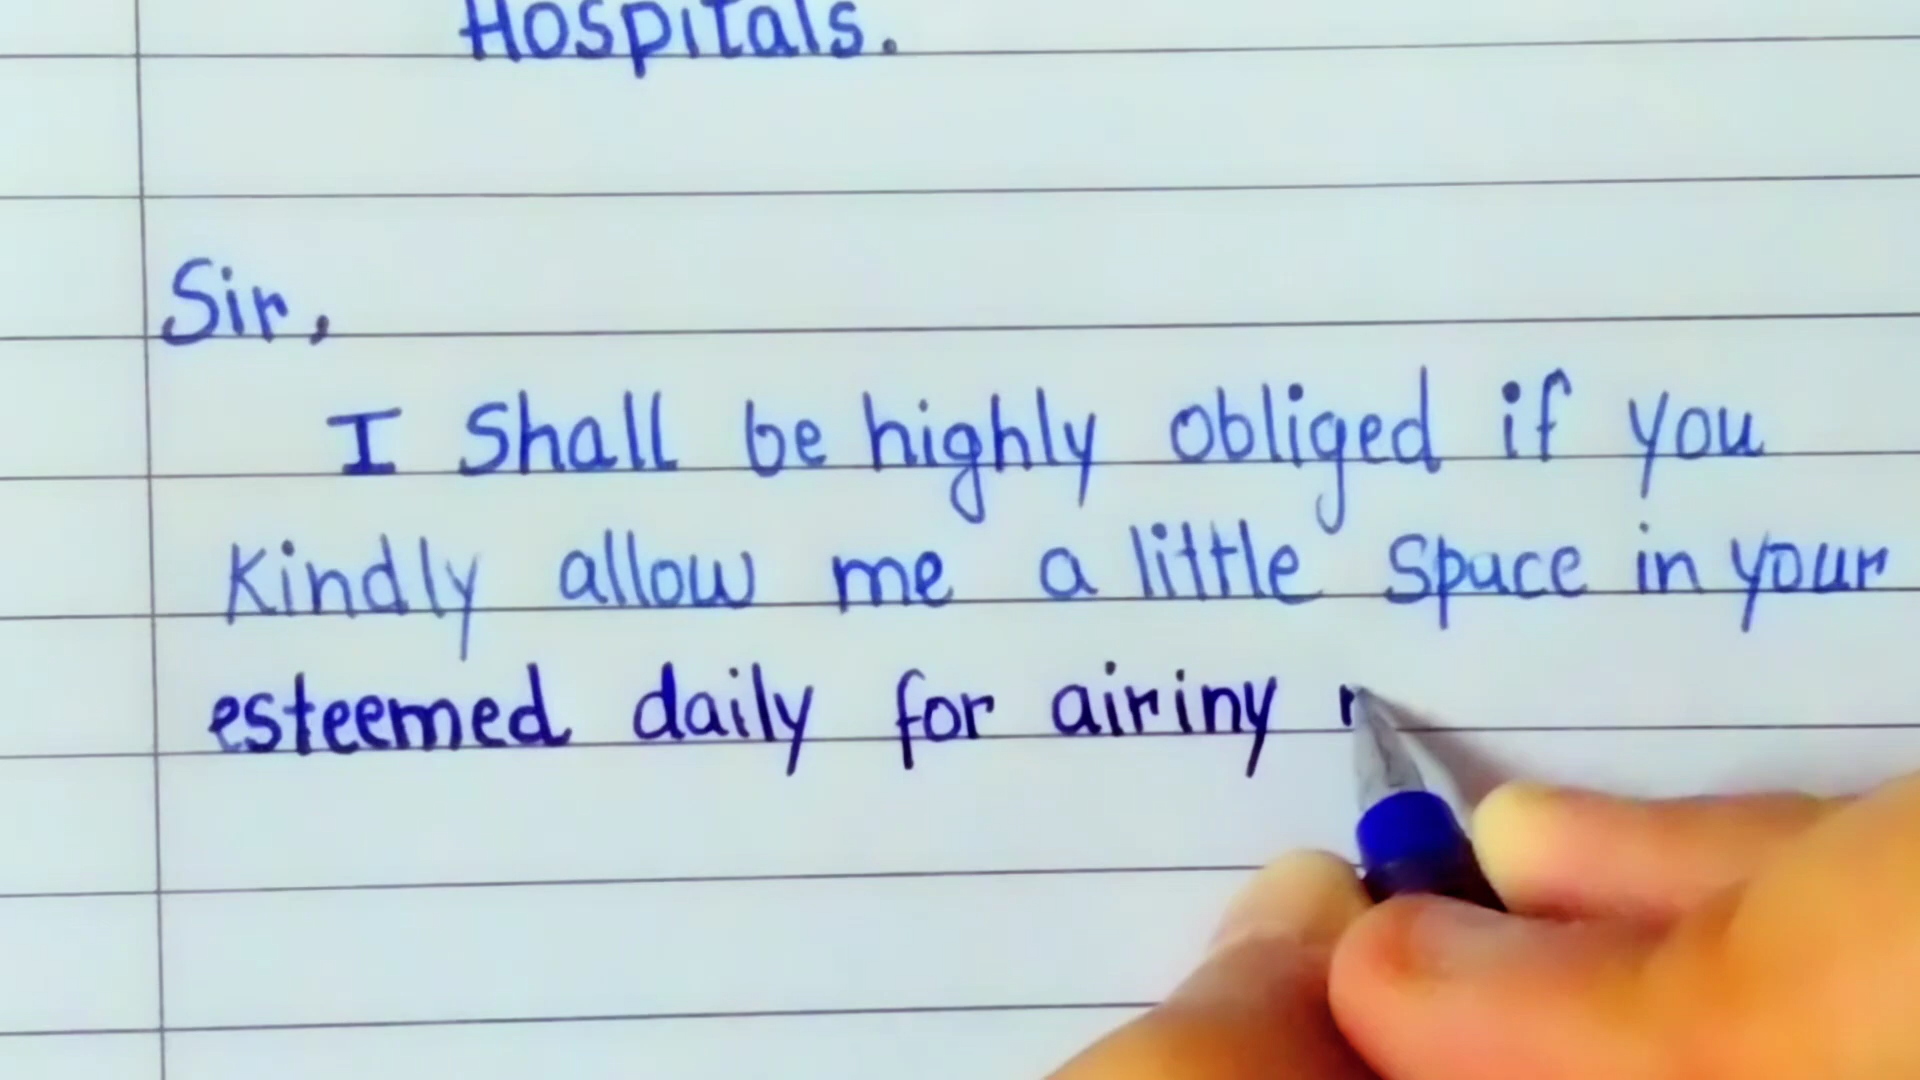 Hospitals.
Sir,
I Shall be highly obliged if you
Kindly allow me a little space in your
esteemed daily for airiny